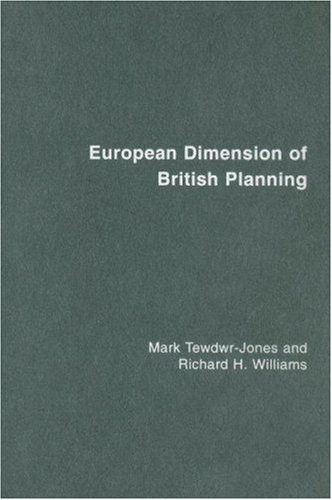 European Dimension of
British Planning
Mark Tewdwr-Jones and
Richard H. Williams